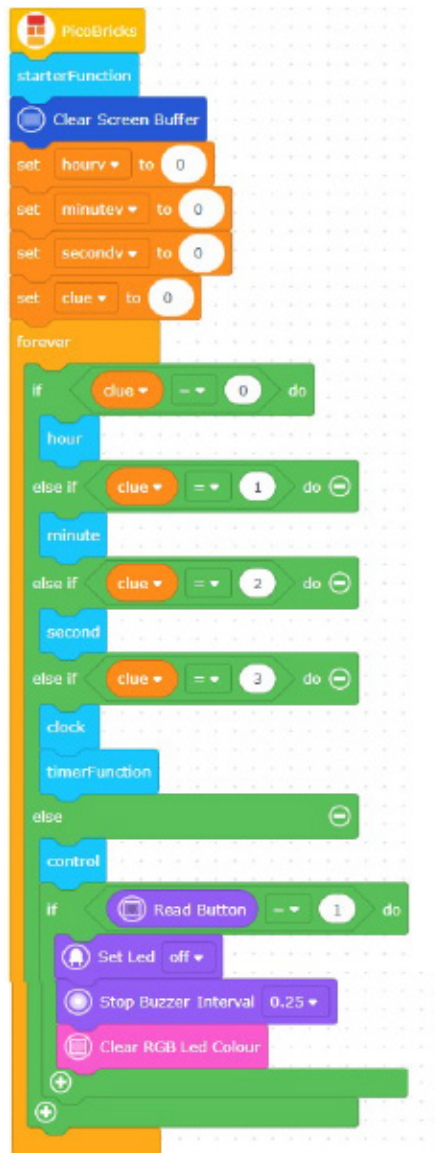 PicoBricks
starterFunction
Clear Screen Buffer
set hourv to 0
set minutev to 0
set secondv to 0
set clue to 0
forever
if clue = 0 do
hour
else if clue = 1 do
minute
else if clue = 2 do
second
else if clue = 3 do
clock
timerFunction
else
control
if Read Button = 1 do
Set Led off
Stop Buzzer Interval 0.25
Clear RGB Led Colour